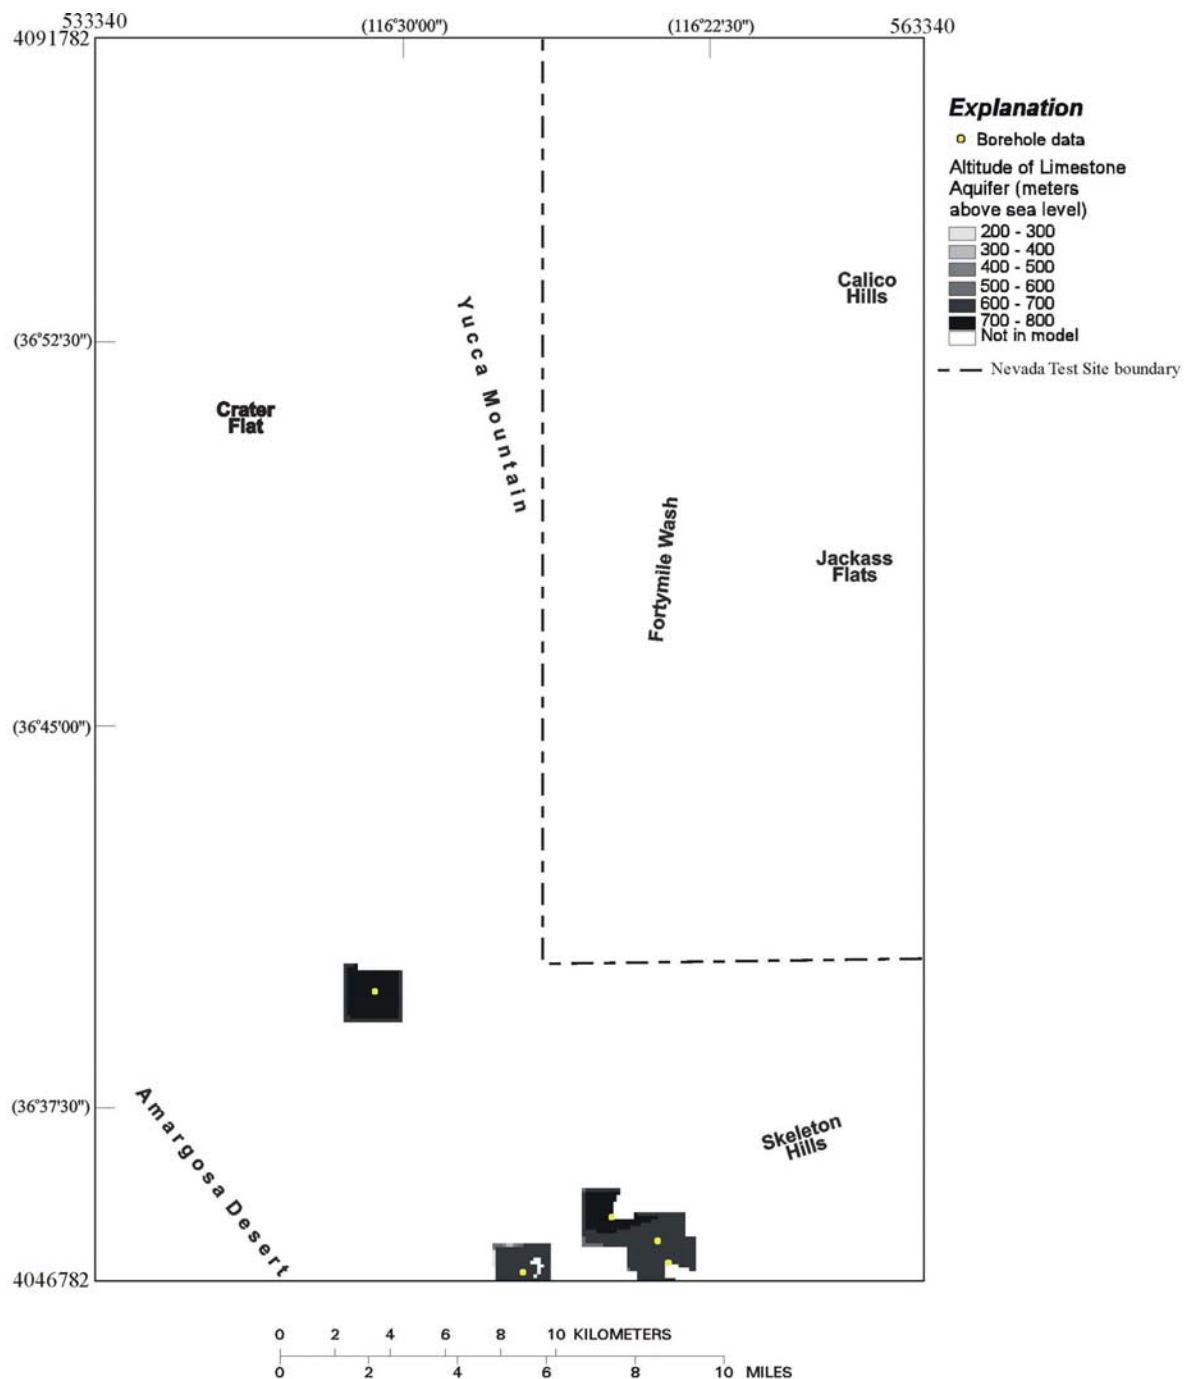 533340
(116°30'00")
(116°22'30")
563340
4091782
Explanation
Borehole data
Altitude of Limestone
Aquifer (meters
above sea level)
200 - 300
300 - 400
400 - 500
500 - 600
600 - 700
700 - 800
Not in model
Nevada Test Site boundary
Calico
Hills
Yucca Mountain
(36°52'30")
Crater
Flat
Fortymile Wash
Jackass
Flats
(36°45'00")
(36°37'30")
Amargosa Desert
Skeleton
Hills
4046782
0 2 4 6 8 10 KILOMETERS
0 2 4 6 8 10 MILES